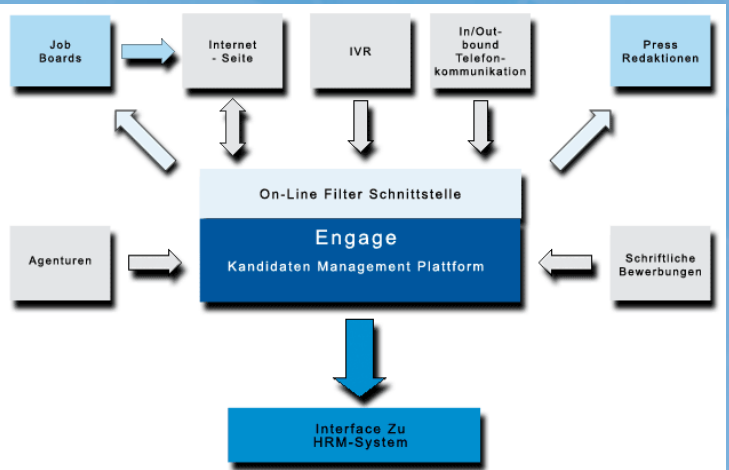 Job
Boards
Internet
- Seite
IVR
In/Out-
bound
Telefon-
kommunikation
Press
Redaktionen
On-Line Filter Schnittstelle
Engage
Kandidaten Management Plattform
Agenturen
Schriftliche
Bewerbungen
Interface Zu
HRM-System